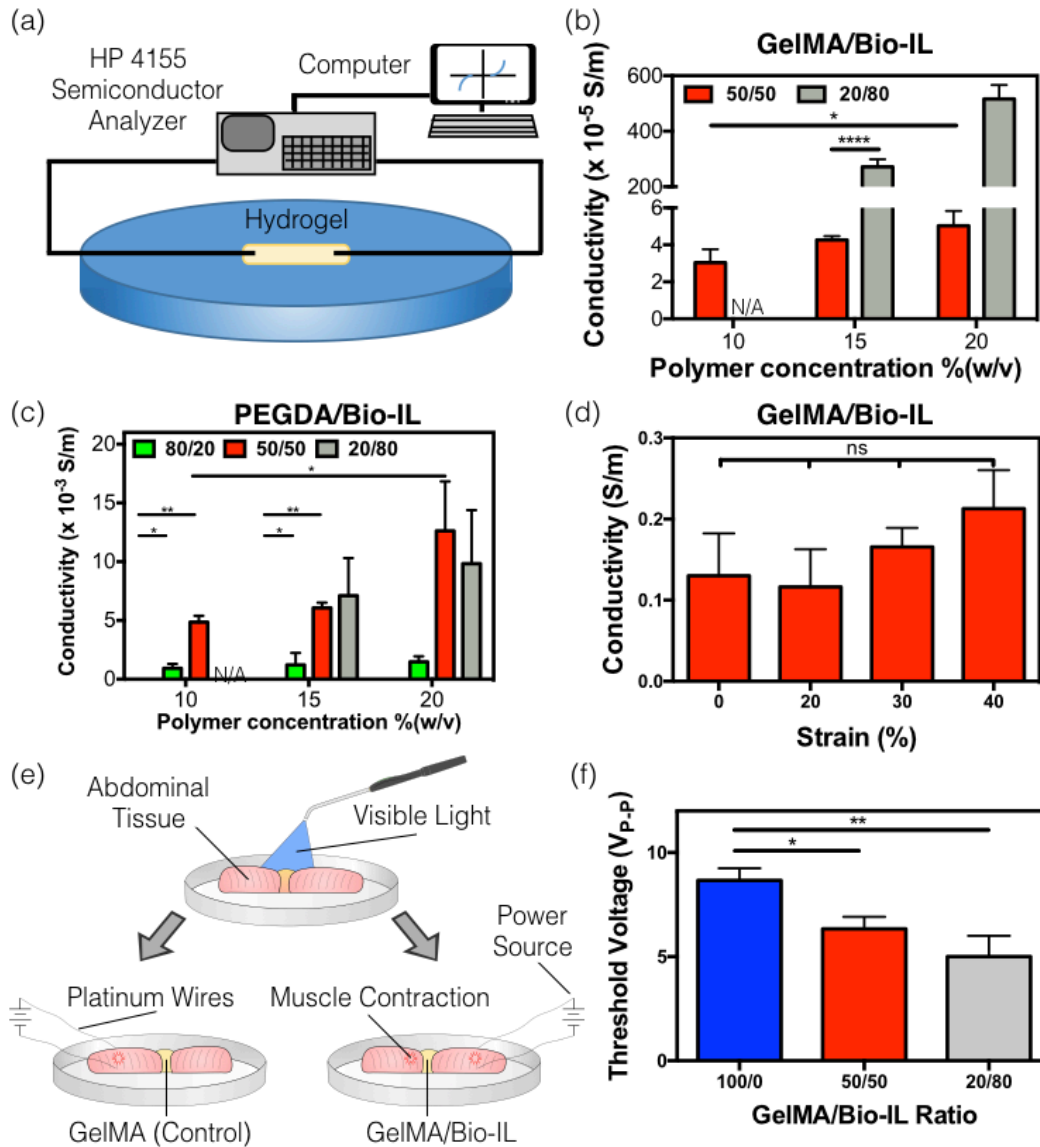 (a)
HP 4155
Semiconductor
Analyzer
Computer
Hydrogel
(b)
GelMA/Bio-IL
50/50
20/80
Conductivity (x 10⁻⁵ S/m)
600
400
200
6
4
2
0
*
****
N/A
10
15
20
Polymer concentration %(w/v)
(c)
PEGDA/Bio-IL
80/20
50/50
20/80
Conductivity (x 10⁻³ S/m)
20
15
10
5
0
*
**
*
**
*
N/A
10
15
20
Polymer concentration %(w/v)
(d)
GelMA/Bio-IL
Conductivity (S/m)
0.3
0.2
0.1
0.0
ns
0
20
30
40
Strain (%)
(e)
Abdominal
Tissue
Visible Light
Power
Source
Platinum Wires
Muscle Contraction
GelMA (Control)
GelMA/Bio-IL
(f)
Threshold Voltage (V_P-P)
10
5
0
**
*
100/0
50/50
20/80
GelMA/Bio-IL Ratio